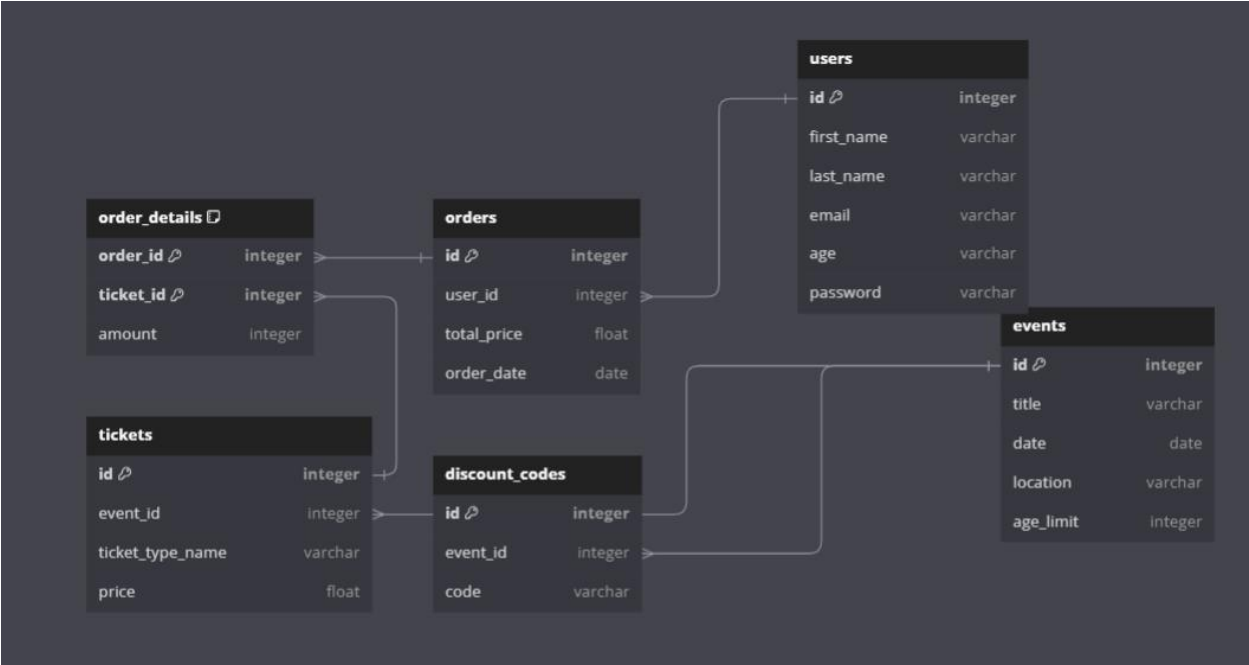 users
id integer
first_name varchar
last_name varchar
email varchar
age varchar
password varchar
order_details
order_id integer
ticket_id integer
amount integer
orders
id integer
user_id integer
total_price float
order_date date
events
id integer
title varchar
date date
location varchar
age_limit integer
tickets
id integer
event_id integer
ticket_type_name varchar
price float
discount_codes
id integer
event_id integer
code varchar